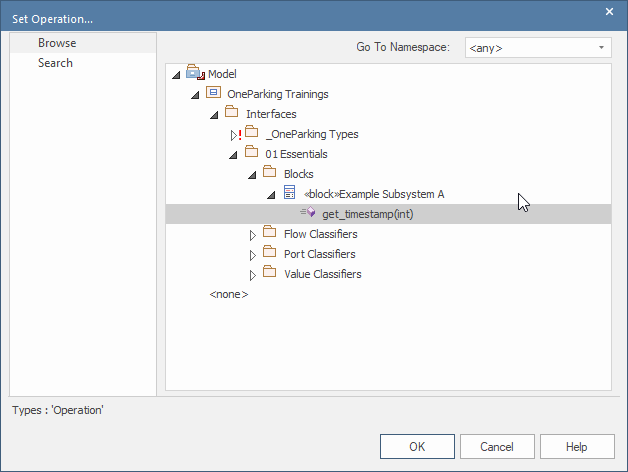 Set Operation...
Browse
Search
Go To Namespace:
<any>
Model
OneParking Trainings
Interfaces
_OneParking Types
01 Essentials
Blocks
«block»Example Subsystem A
get_timestamp(int)
Flow Classifiers
Port Classifiers
Value Classifiers
<none>
Types : 'Operation'
OK
Cancel
Help